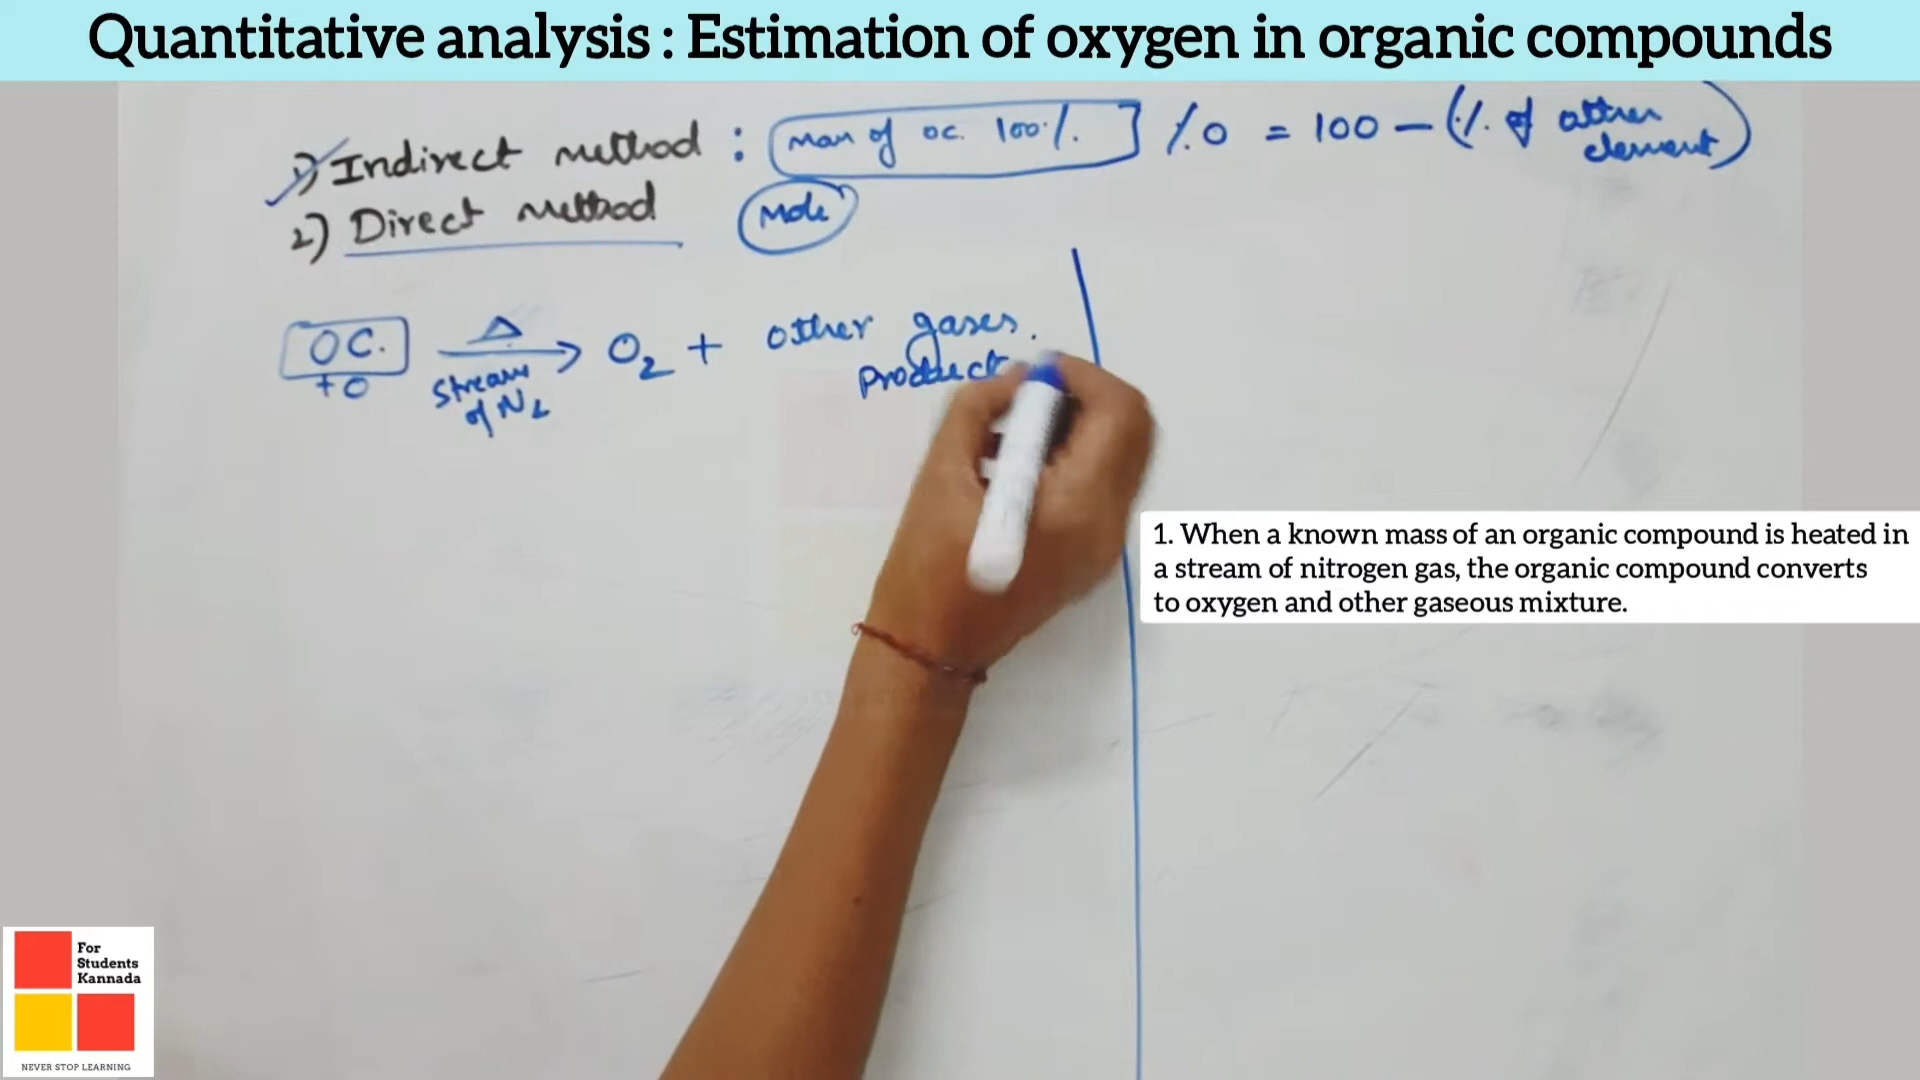 Quantitative analysis : Estimation of oxygen in organic compounds
1) Indirect method : mass of oc. 100% % O = 100 - (% of other
element)
2) Direct method Mole
OC. Δ O2 + other gases.
+ O stream product
of N2
1. When a known mass of an organic compound is heated in
a stream of nitrogen gas, the organic compound converts
to oxygen and other gaseous mixture.
For
Students
Kannada
NEVER STOP LEARNING